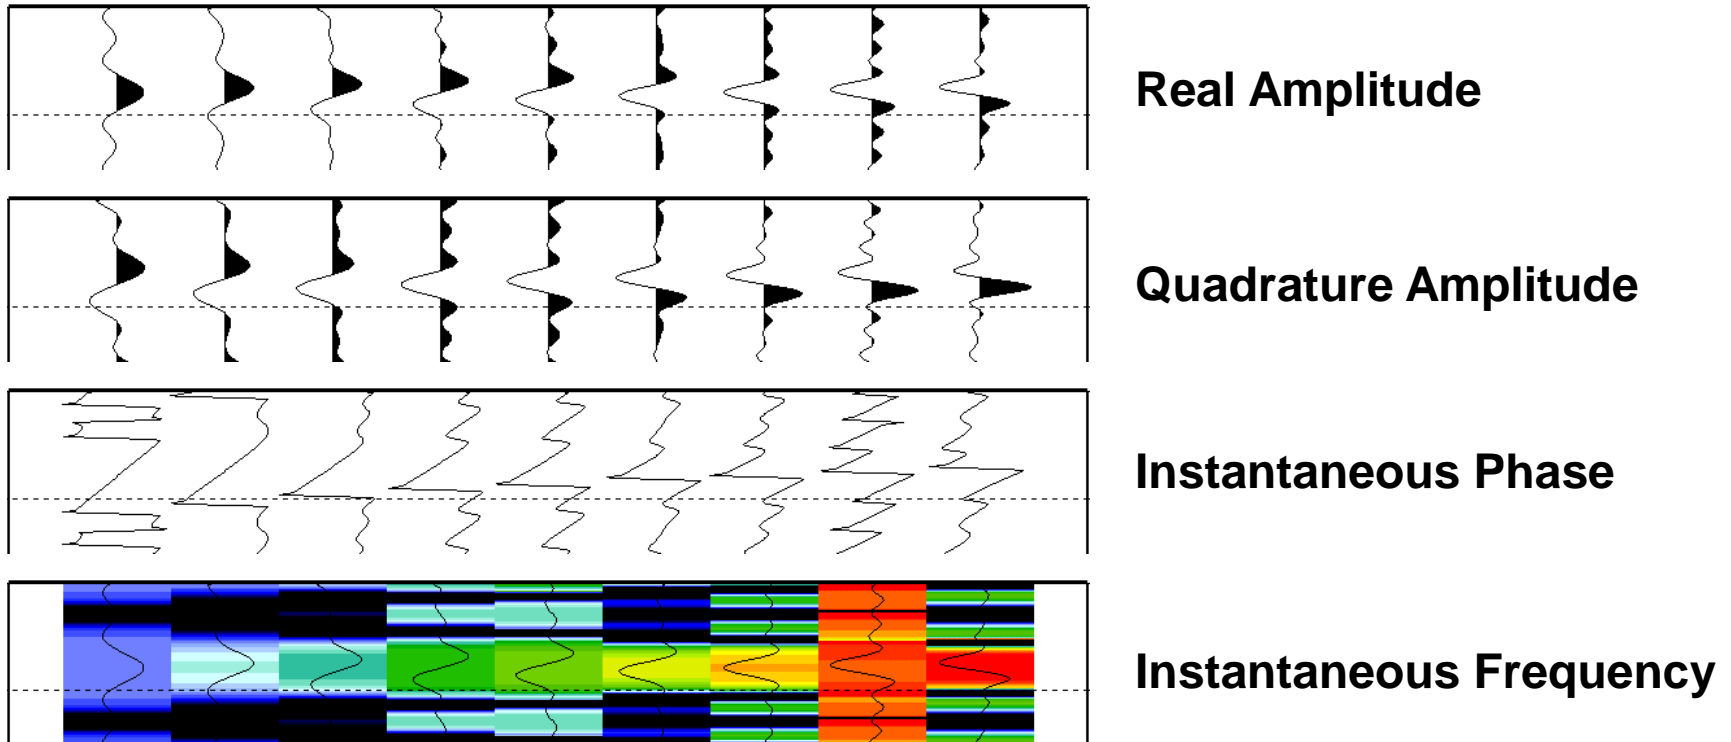 Real Amplitude
Quadrature Amplitude
Instantaneous Phase
Instantaneous Frequency